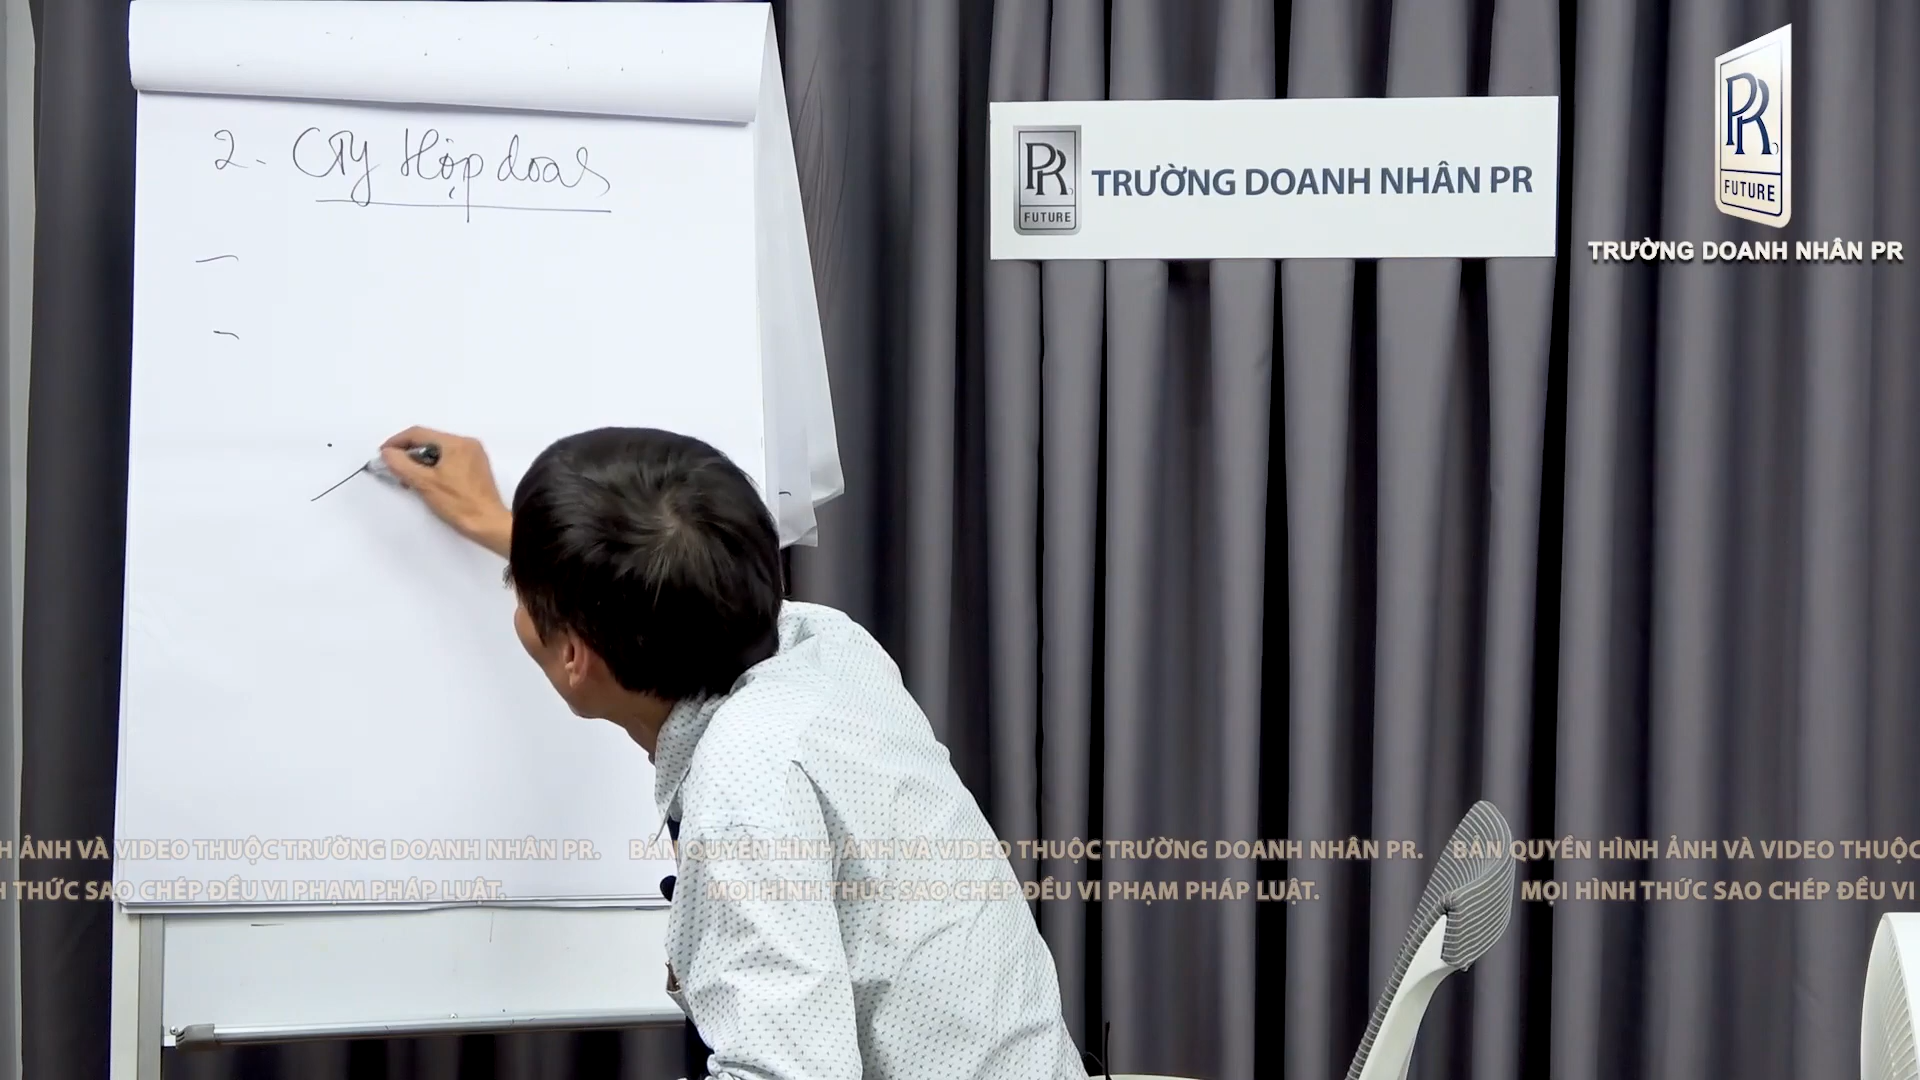 2. CTy Hợp doas
PR
FUTURE
TRƯỜNG DOANH NHÂN PR
PR
FUTURE
TRƯỜNG DOANH NHÂN PR
H ẢNH VÀ VIDEO THUỘC TRƯỜNG DOANH NHÂN PR. BẢN QUYỀN HÌNH ẢNH VÀ VIDEO THUỘC TRƯỜNG DOANH NHÂN PR. BẢN QUYỀN HÌNH ẢNH VÀ VIDEO THUỘC
H THỨC SAO CHÉP ĐỀU VI PHẠM PHÁP LUẬT. MỌI HÌNH THỨC SAO CHÉP ĐỀU VI PHẠM PHÁP LUẬT. MỌI HÌNH THỨC SAO CHÉP ĐỀU VI